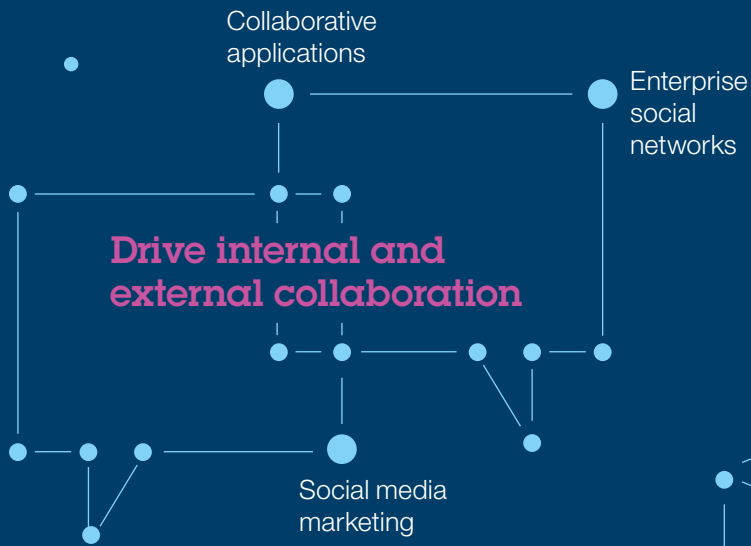 Collaborative
applications
Enterprise
social
networks
Drive internal and
external collaboration
Social media
marketing